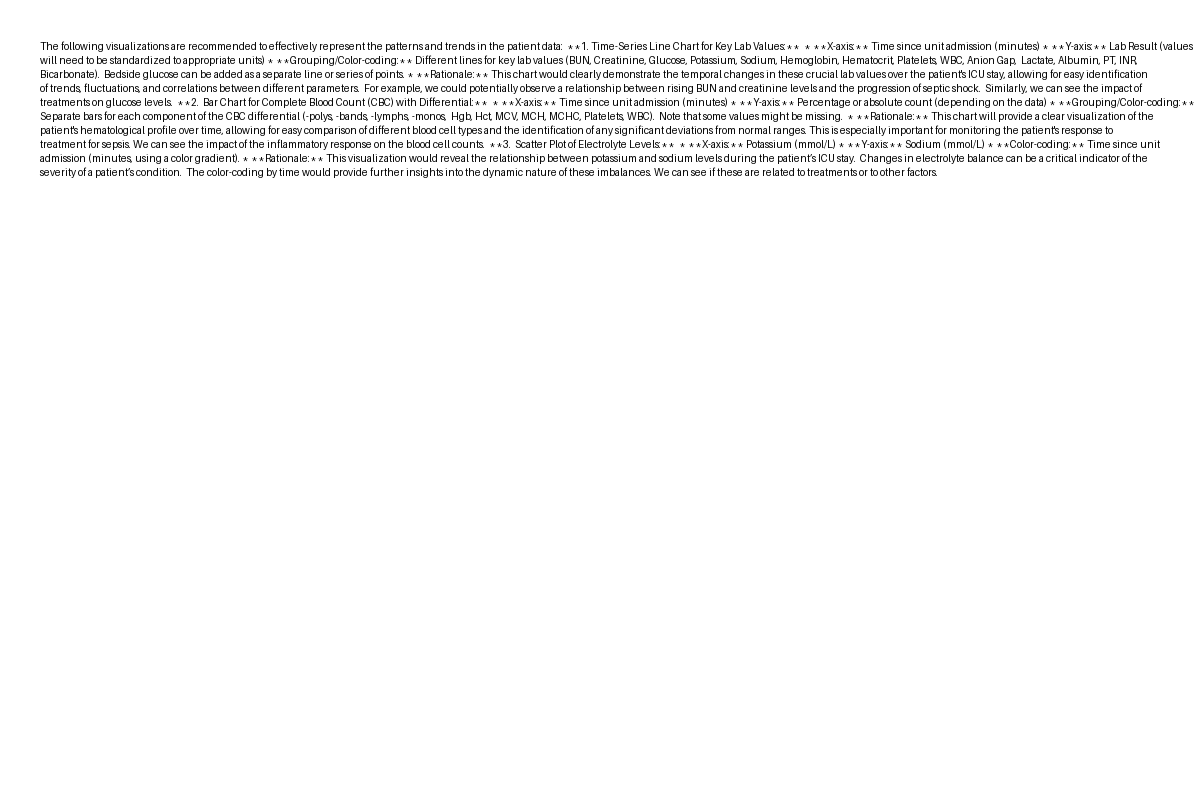 The following visualizations are recommended to effectively represent the patterns and trends in the patient data:  **1. Time-Series Line Chart for Key Lab Values:**  * **X-axis:** Time since unit admission (minutes) * **Y-axis:** Lab Result (values
will need to be standardized to appropriate units) * **Grouping/Color-coding:** Different lines for key lab values (BUN, Creatinine, Glucose, Potassium, Sodium, Hemoglobin, Hematocrit, Platelets, WBC, Anion Gap,  Lactate, Albumin, PT, INR,
Bicarbonate).  Bedside glucose can be added as a separate line or series of points. * **Rationale:** This chart would clearly demonstrate the temporal changes in these crucial lab values over the patient's ICU stay, allowing for easy identification
of trends, fluctuations, and correlations between different parameters.  For example, we could potentially observe a relationship between rising BUN and creatinine levels and the progression of septic shock.  Similarly, we can see the impact of
treatments on glucose levels.  **2.  Bar Chart for Complete Blood Count (CBC) with Differential:**  * **X-axis:** Time since unit admission (minutes) * **Y-axis:** Percentage or absolute count (depending on the data) * **Grouping/Color-coding:**
Separate bars for each component of the CBC differential (-polys, -bands, -lymphs, -monos,  Hgb, Hct, MCV, MCH, MCHC, Platelets, WBC).  Note that some values might be missing.  * **Rationale:** This chart will provide a clear visualization of the
patient's hematological profile over time, allowing for easy comparison of different blood cell types and the identification of any significant deviations from normal ranges. This is especially important for monitoring the patient's response to
treatment for sepsis. We can see the impact of the inflammatory response on the blood cell counts.  **3.  Scatter Plot of Electrolyte Levels:**  * **X-axis:** Potassium (mmol/L) * **Y-axis:** Sodium (mmol/L) * **Color-coding:** Time since unit
admission (minutes, using a color gradient). * **Rationale:** This visualization would reveal the relationship between potassium and sodium levels during the patient's ICU stay.  Changes in electrolyte balance can be a critical indicator of the
severity of a patient's condition.  The color-coding by time would provide further insights into the dynamic nature of these imbalances. We can see if these are related to treatments or to other factors.